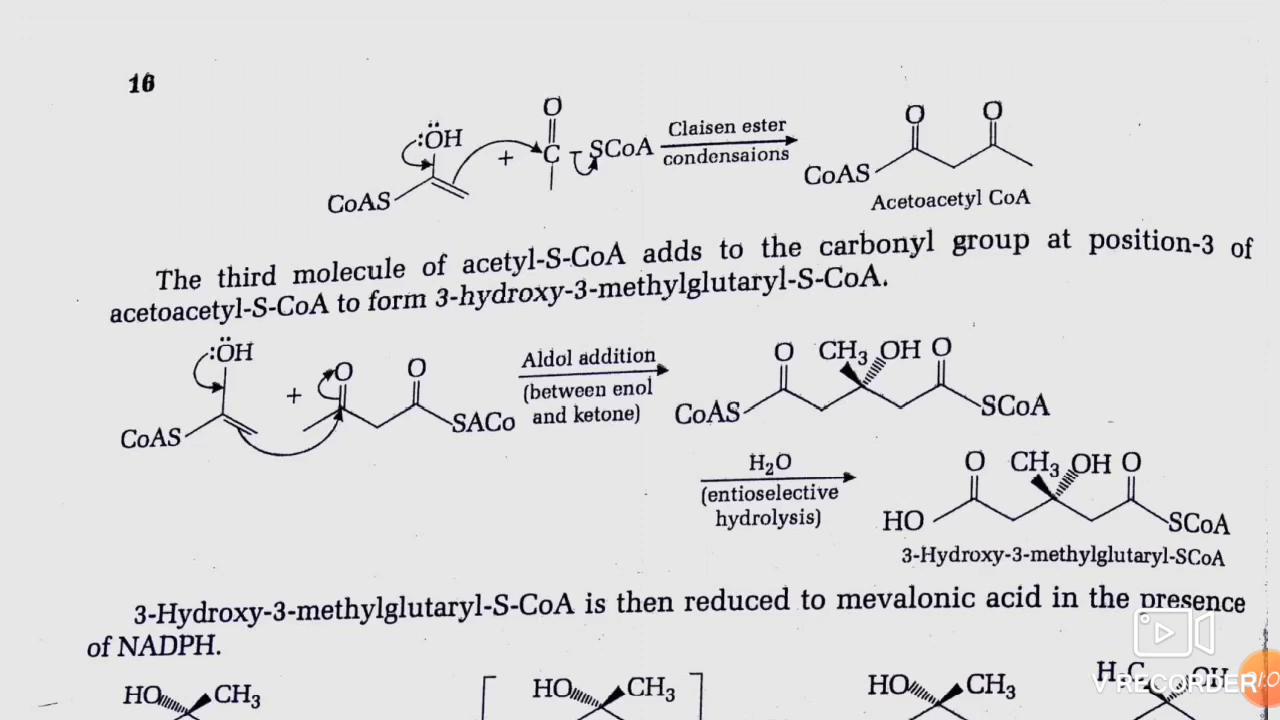 16
O
:ÖH
+ C SCoA Claisen ester
condensaions
O O
CoAS
CoAS
Acetoacetyl CoA
The third molecule of acetyl-S-CoA adds to the carbonyl group at position-3 of
acetoacetyl-S-CoA to form 3-hydroxy-3-methylglutaryl-S-CoA.
:ÖH
O O
+
CoAS
SACo
Aldol addition
(between enol
and ketone)
O CH₃ OH O
CoAS SCoA
H₂O
(entioselective
hydrolysis)
O CH₃ OH O
HO SCoA
3-Hydroxy-3-methylglutaryl-SCoA
3-Hydroxy-3-methylglutaryl-S-CoA is then reduced to mevalonic acid in the presence
of NADPH.
HO CH₃ HO CH₃ HO CH₃ H₃C OH
V RECORDER